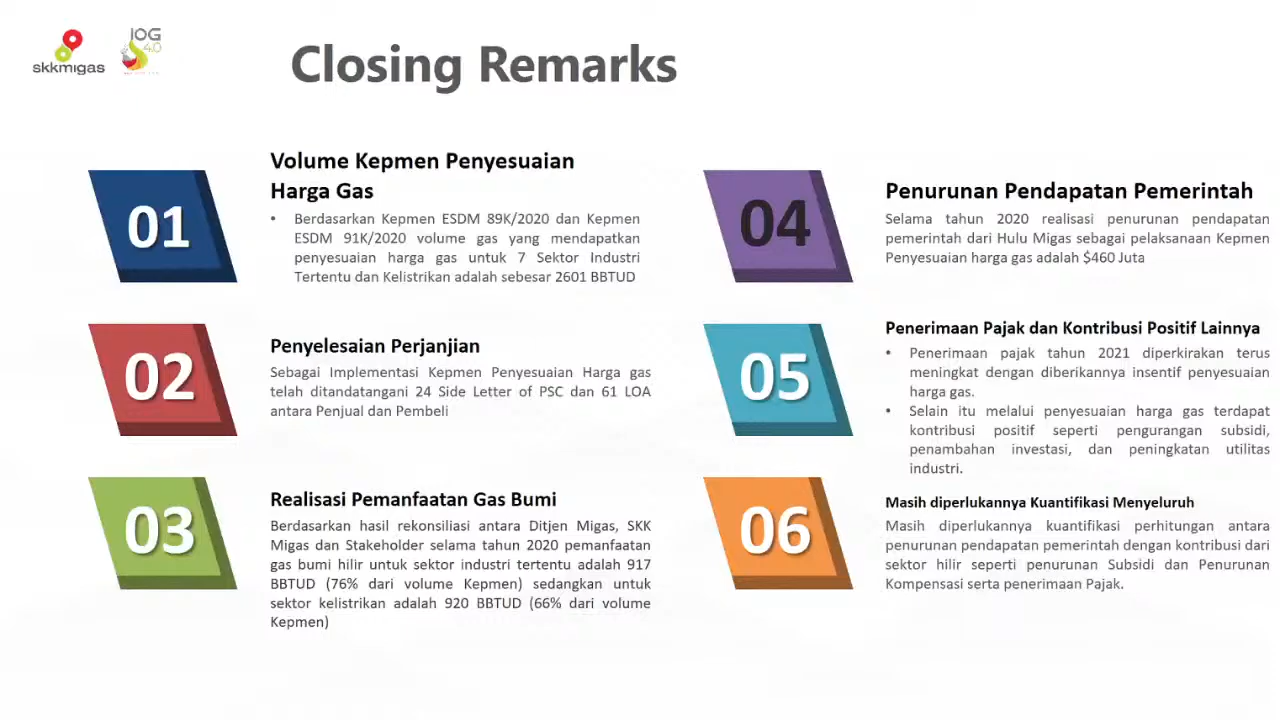 skkmigas
IOG
4.0
Closing Remarks
01
Volume Kepmen Penyesuaian
Harga Gas
• Berdasarkan Kepmen ESDM 89K/2020 dan Kepmen
ESDM 91K/2020 volume gas yang mendapatkan
penyesuaian harga gas untuk 7 Sektor Industri
Tertentu dan Kelistrikan adalah sebesar 2601 BBTUD
02
Penyelesaian Perjanjian
Sebagai Implementasi Kepmen Penyesuaian Harga gas
telah ditandatangani 24 Side Letter of PSC dan 61 LOA
antara Penjual dan Pembeli
03
Realisasi Pemanfaatan Gas Bumi
Berdasarkan hasil rekonsiliasi antara Ditjen Migas, SKK
Migas dan Stakeholder selama tahun 2020 pemanfaatan
gas bumi hilir untuk sektor industri tertentu adalah 917
BBTUD (76% dari volume Kepmen) sedangkan untuk
sektor kelistrikan adalah 920 BBTUD (66% dari volume
Kepmen)
04
Penurunan Pendapatan Pemerintah
Selama tahun 2020 realisasi penurunan pendapatan
pemerintah dari Hulu Migas sebagai pelaksanaan Kepmen
Penyesuaian harga gas adalah $460 Juta
05
Penerimaan Pajak dan Kontribusi Positif Lainnya
• Penerimaan pajak tahun 2021 diperkirakan terus
meningkat dengan diberikannya insentif penyesuaian
harga gas.
• Selain itu melalui penyesuaian harga gas terdapat
kontribusi positif seperti pengurangan subsidi,
penambahan investasi, dan peningkatan utilitas
industri.
06
Masih diperlukannya Kuantifikasi Menyeluruh
Masih diperlukannya kuantifikasi perhitungan antara
penurunan pendapatan pemerintah dengan kontribusi dari
sektor hilir seperti penurunan Subsidi dan Penurunan
Kompensasi serta penerimaan Pajak.